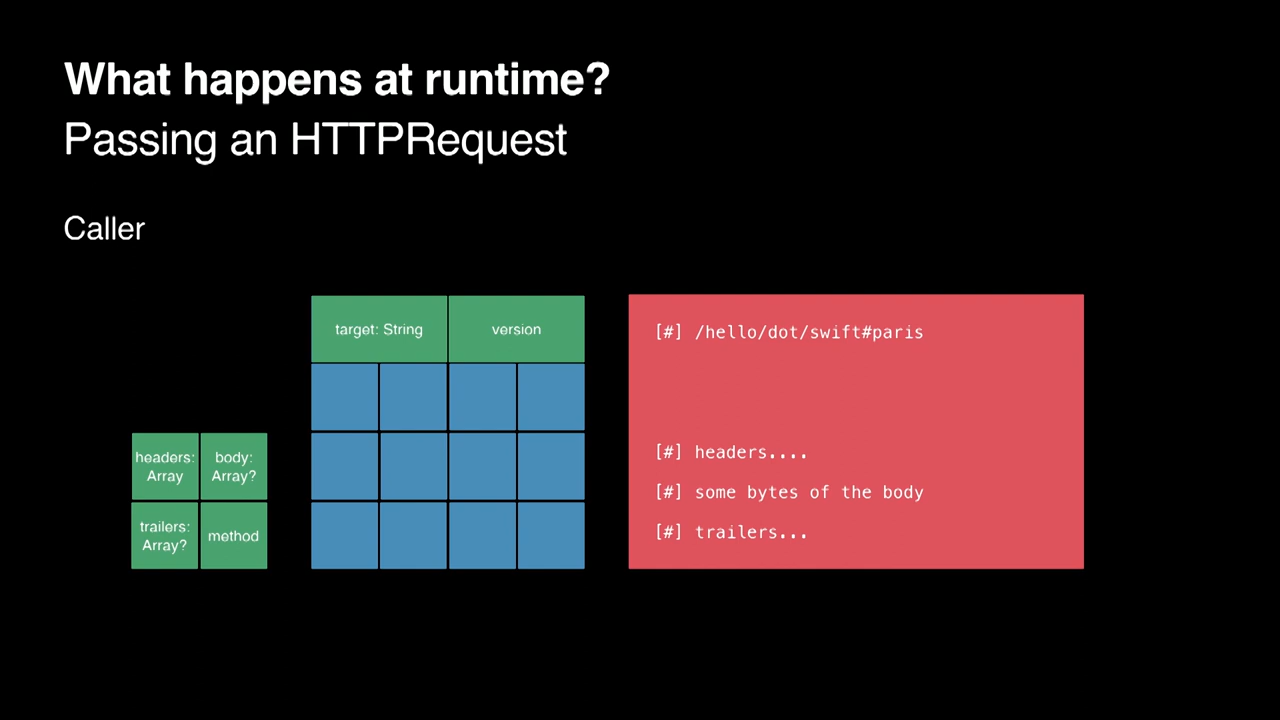 What happens at runtime?
Passing an HTTPRequest
Caller
target: String
version
headers:
Array
body:
Array?
trailers:
Array?
method
[#] /hello/dot/swift#paris
[#] headers....
[#] some bytes of the body
[#] trailers...